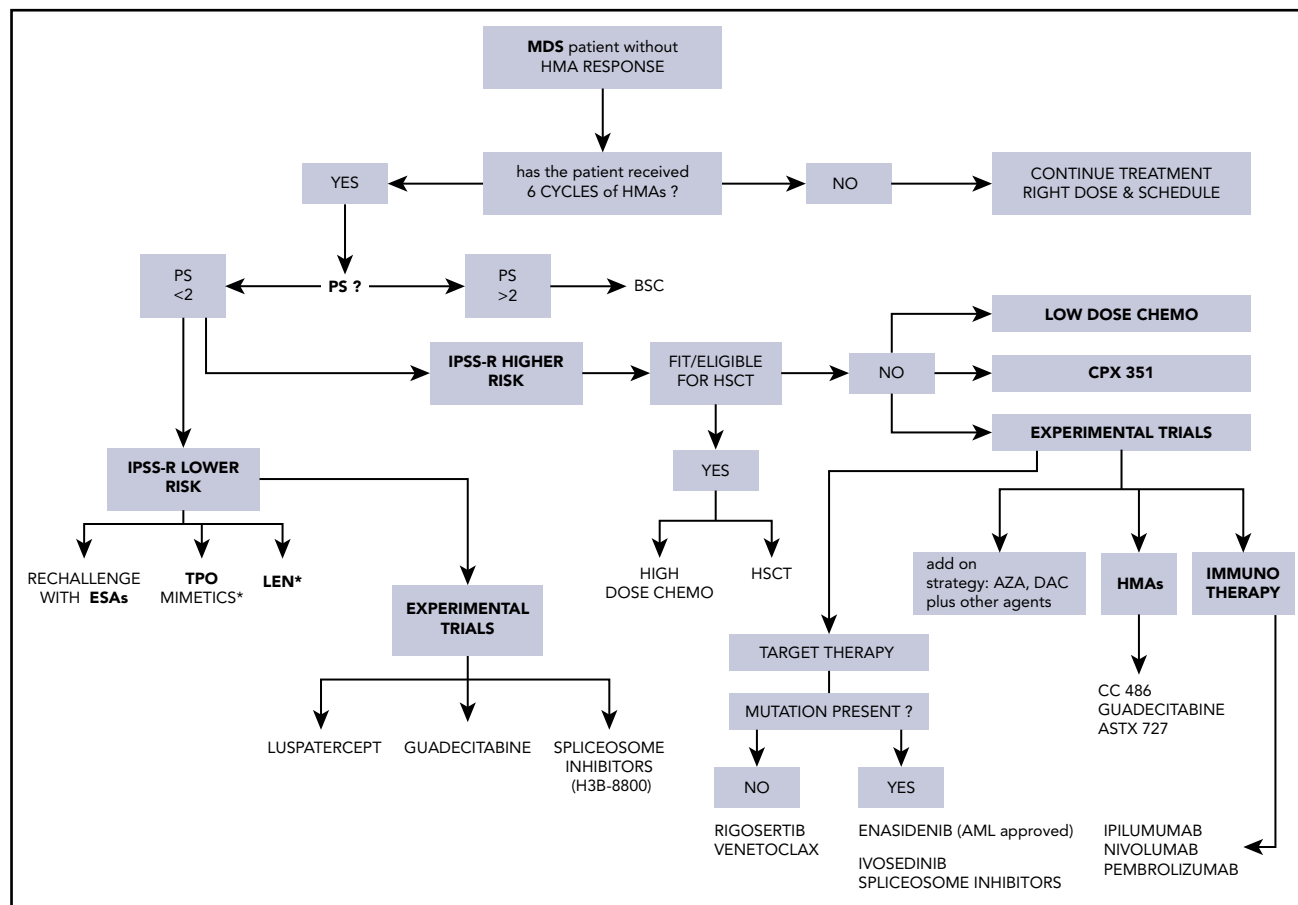 MDS patient without
HMA RESPONSE
has the patient received
6 CYCLES of HMAs ?
YES
NO
CONTINUE TREATMENT
RIGHT DOSE & SCHEDULE
PS
<2
PS ?
PS
>2
BSC
LOW DOSE CHEMO
IPSS-R HIGHER
RISK
FIT/ELIGIBLE
FOR HSCT
NO
CPX 351
EXPERIMENTAL TRIALS
IPSS-R LOWER
RISK
YES
RECHALLENGE
WITH ESAs
TPO
MIMETICS*
LEN*
HIGH
DOSE CHEMO
HSCT
add on
strategy: AZA, DAC
plus other agents
HMAs
IMMUNO
THERAPY
EXPERIMENTAL
TRIALS
TARGET THERAPY
MUTATION PRESENT ?
CC 486
GUADECITABINE
ASTX 727
LUSPATERCEPT
GUADECITABINE
SPLICEOSOME
INHIBITORS
(H3B-8800)
NO
YES
RIGOSERTIB
VENETOCLAX
ENASIDENIB (AML approved)
IVOSEDINIB
SPLICEOSOME INHIBITORS
IPILUMUMAB
NIVOLUMAB
PEMBROLIZUMAB